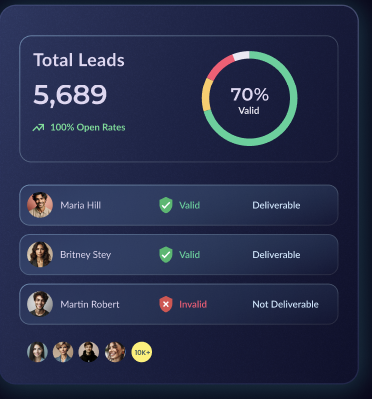 Total Leads
5,689
100% Open Rates
70%
Valid
Maria Hill Valid Deliverable
Britney Stey Valid Deliverable
Martin Robert Invalid Not Deliverable
10K+